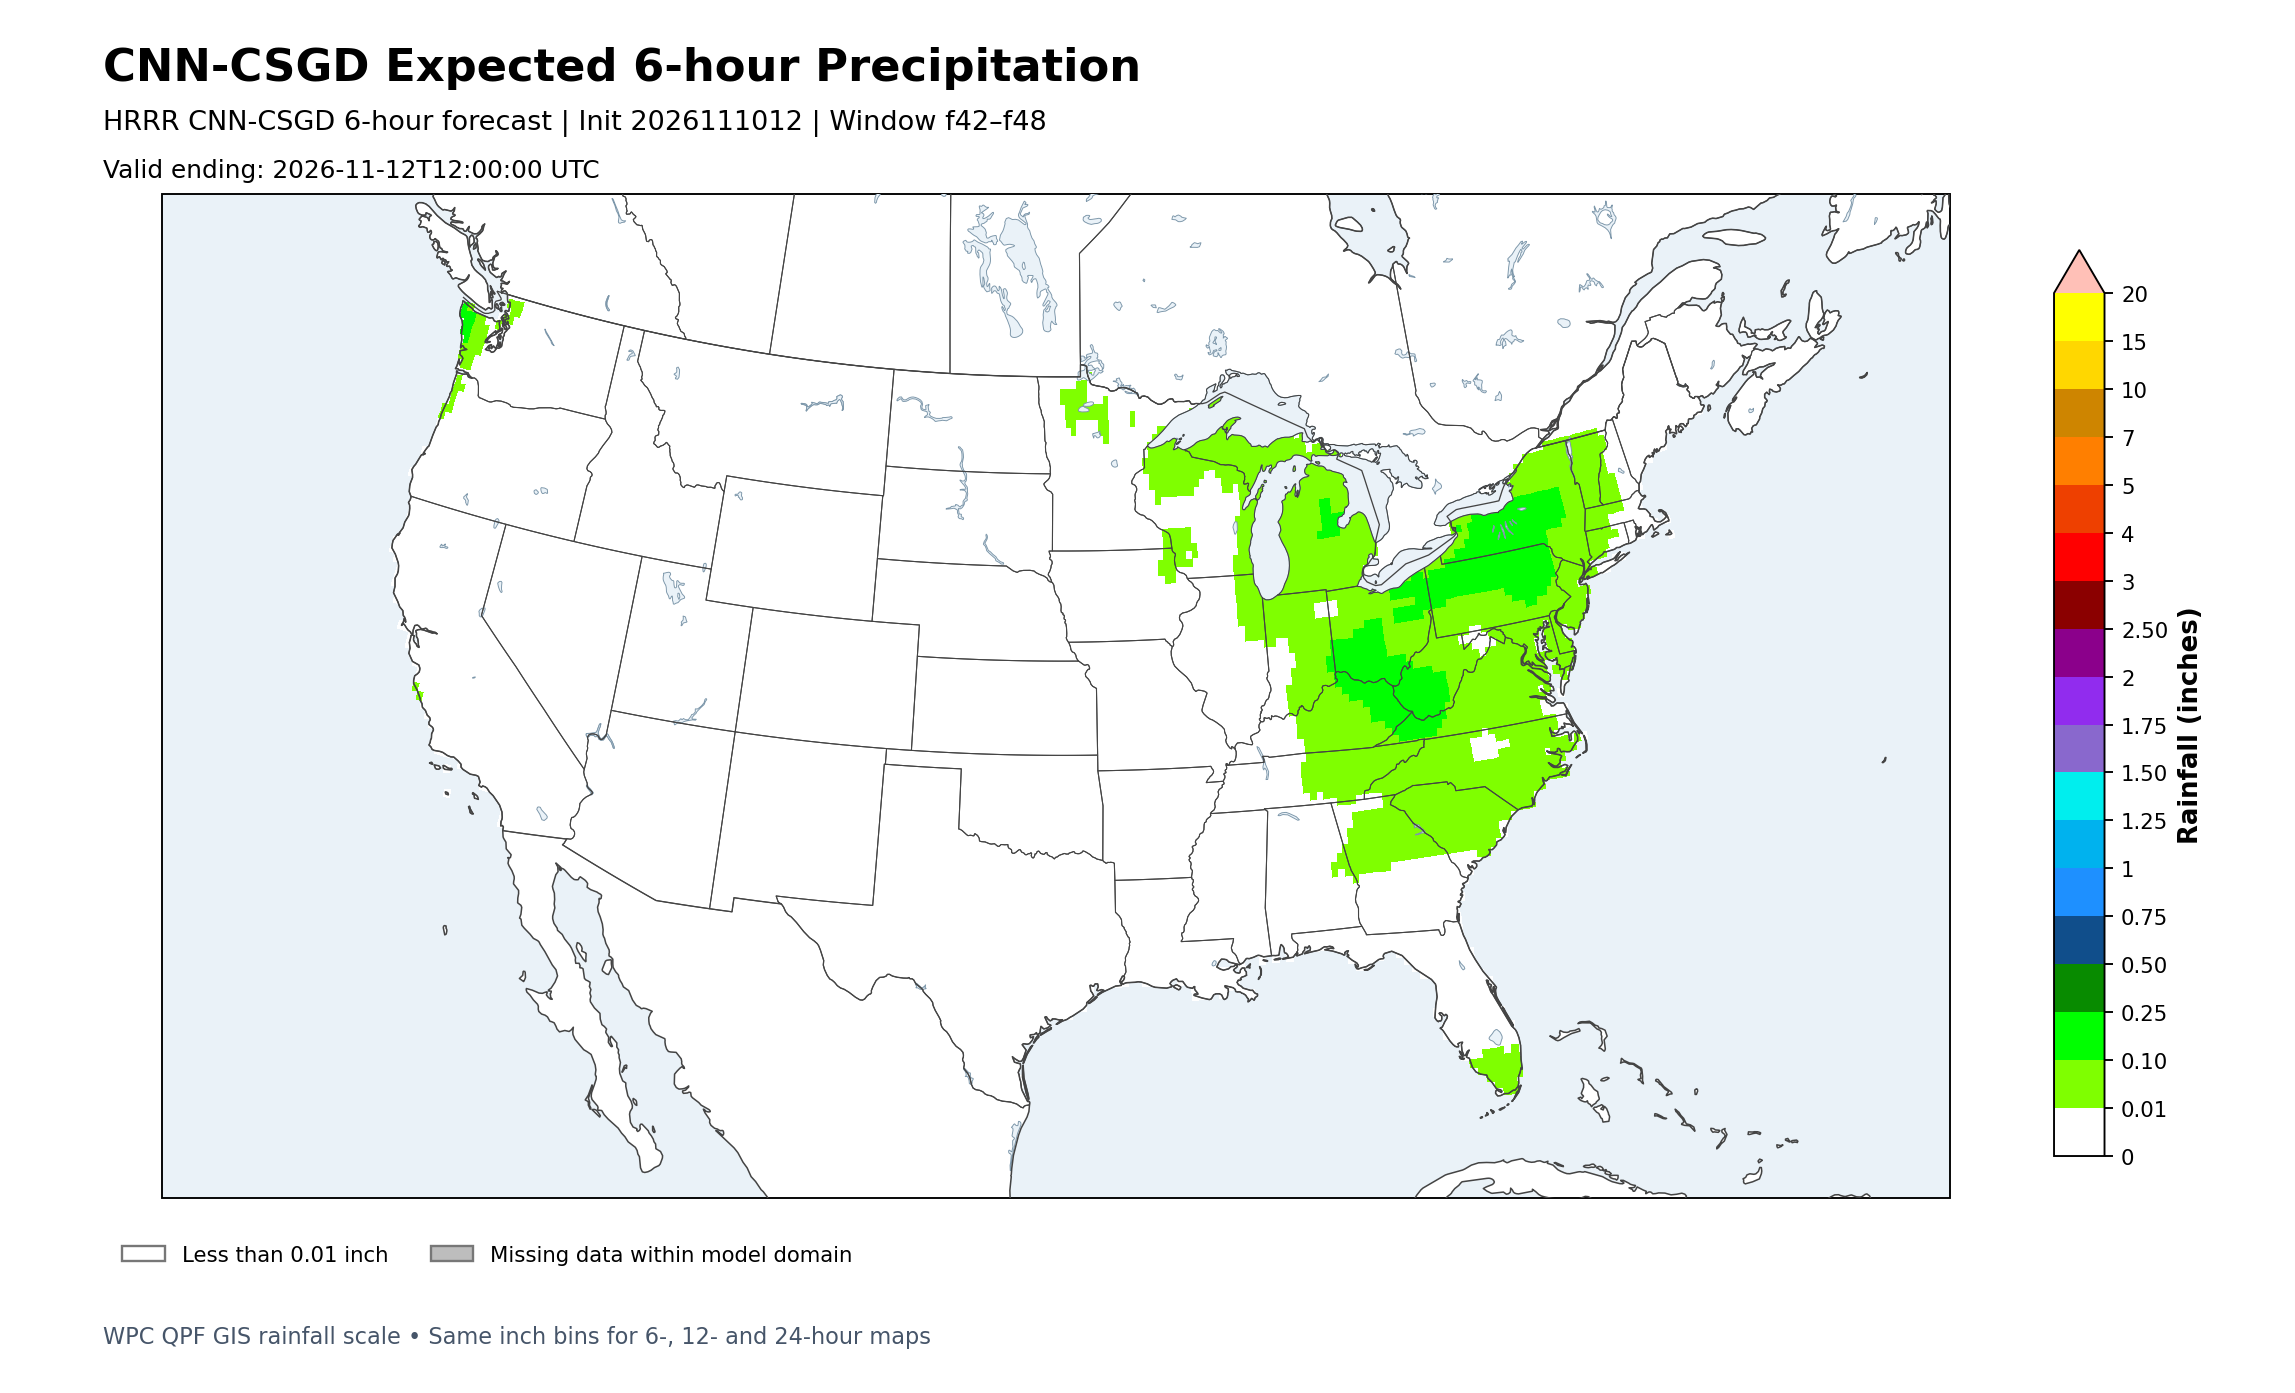 CNN-CSGD Expected 6-hour Precipitation
HRRR CNN-CSGD 6-hour forecast | Init 2026111012 | Window f42–f48
Valid ending: 2026-11-12T12:00:00 UTC
20
15
10
7
5
4
3
2.50
2
1.75
1.50
1.25
1
0.75
0.50
0.25
0.10
0.01
0
Rainfall (inches)
Less than 0.01 inch
Missing data within model domain
WPC QPF GIS rainfall scale • Same inch bins for 6-, 12- and 24-hour maps